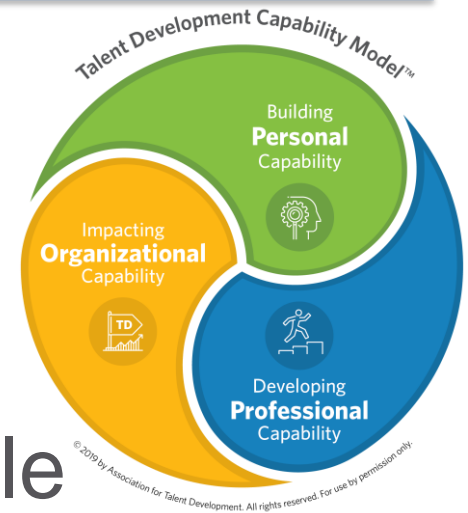 Talent Development Capability Model™
Building
Personal
Capability
Impacting
Organizational
Capability
TD
Developing
Professional
Capability
le
© 2019 by Association for Talent Development. All rights reserved. For use by permission only.